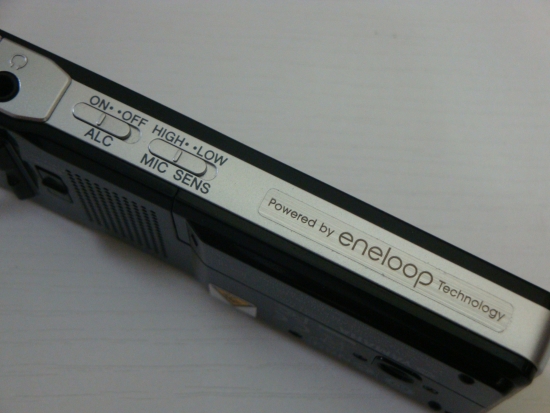 ON • • OFF
ALC
HIGH • • LOW
MIC SENS
Powered by eneloop Technology